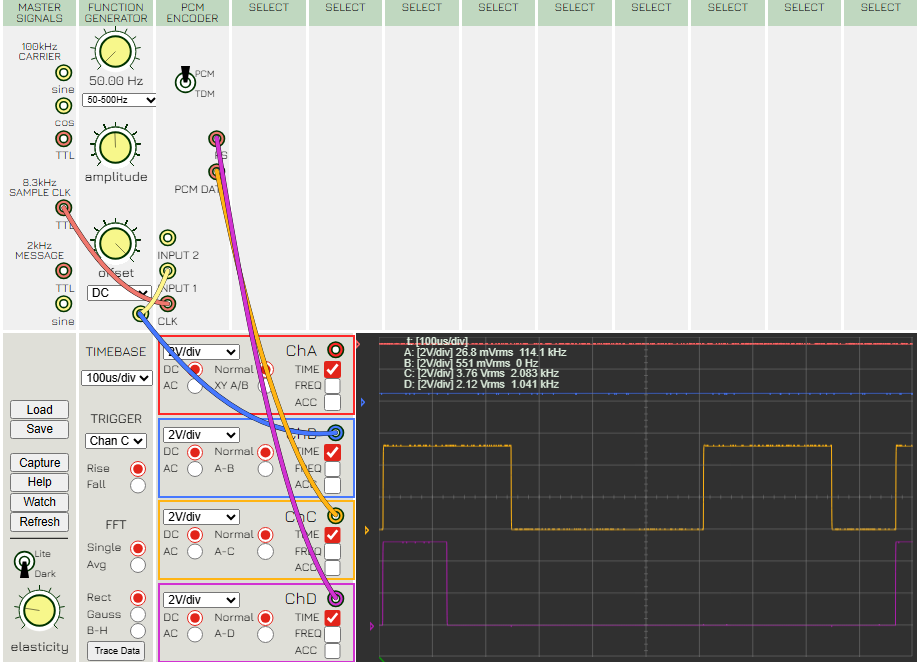 MASTER SIGNALS
FUNCTION GENERATOR
PCM ENCODER
SELECT
SELECT
SELECT
SELECT
SELECT
SELECT
SELECT
SELECT
SELECT
100kHz
CARRIER
sine
cos
TTL
8.3kHz
SAMPLE CLK
TTL
2kHz
MESSAGE
TTL
sine
50.00 Hz
50-500Hz
amplitude
offset
DC
PCM
TDM
FS
PCM DATA
INPUT 2
INPUT 1
CLK
Load
Save
Capture
Help
Watch
Refresh
Lite
Dark
elasticity
TIMEBASE
100us/div
TRIGGER
Chan C
Rise
Fall
FFT
Single
Avg
Rect
Gauss
B-H
Trace Data
2V/div
ChA
DC
Normal
TIME
AC
XY A/B
FREQ
ACC
2V/div
ChB
DC
Normal
TIME
AC
A-B
FREQ
ACC
2V/div
ChC
DC
Normal
TIME
AC
A-C
FREQ
ACC
2V/div
ChD
DC
Normal
TIME
AC
A-D
FREQ
ACC
t: [100us/div]
A: [2V/div] 26.8 mVrms 114.1 kHz
B: [2V/div] 551 mVrms 0 Hz
C: [2V/div] 3.76 Vrms 2.083 kHz
D: [2V/div] 2.12 Vrms 1.041 kHz